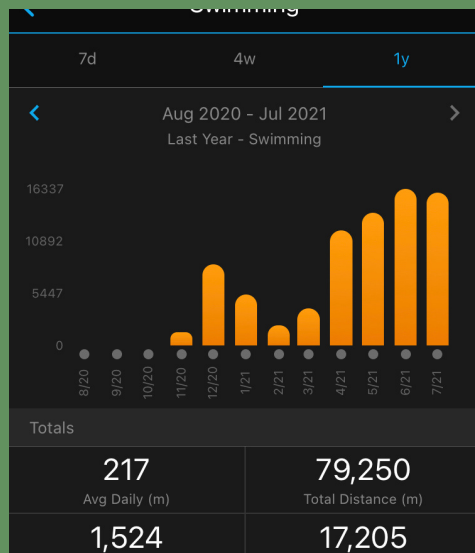 Swimming
7d 4w 1y
Aug 2020 - Jul 2021
Last Year - Swimming
16337
10892
5447
0
8/20 9/20 10/20 11/20 12/20 1/21 2/21 3/21 4/21 5/21 6/21 7/21
Totals
217 79,250
Avg Daily (m) Total Distance (m)
1,524 17,205